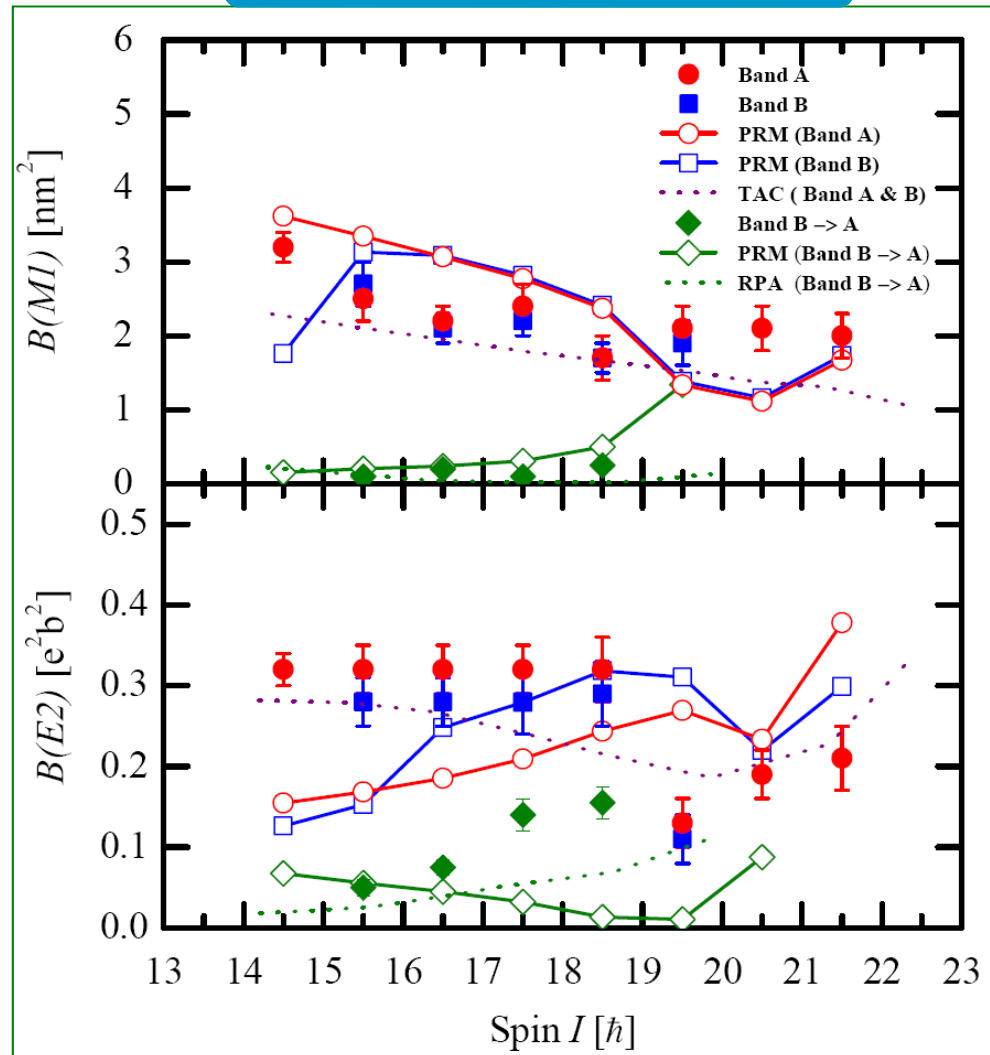 6
5
4
3
2
1
0
B(M1) [nm²]
Band A
Band B
PRM (Band A)
PRM (Band B)
TAC ( Band A & B)
Band B –> A
PRM (Band B –> A)
RPA (Band B –> A)
0.5
0.4
0.3
0.2
0.1
0.0
B(E2) [e²b²]
13 14 15 16 17 18 19 20 21 22 23
Spin I [ℏ]